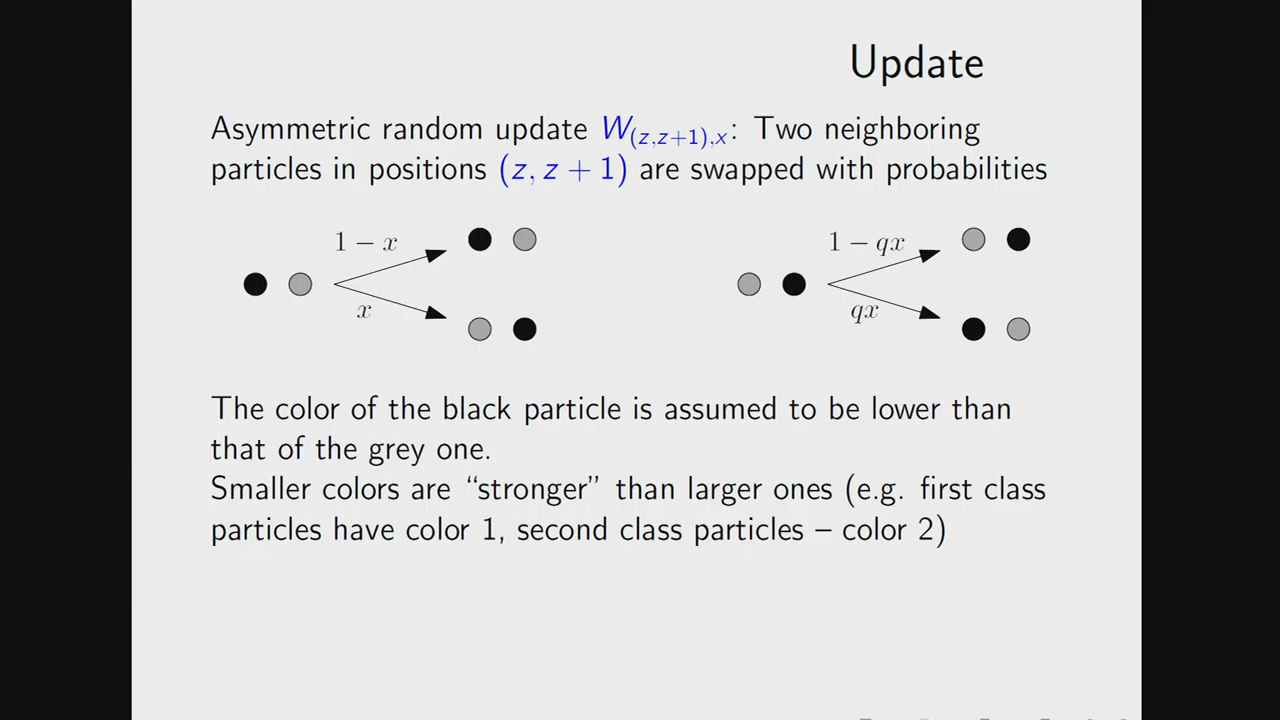 Update
Asymmetric random update W_{(z,z+1),x}: Two neighboring
particles in positions (z, z + 1) are swapped with probabilities
1 − x
x
1 − qx
qx
The color of the black particle is assumed to be lower than
that of the grey one.
Smaller colors are “stronger” than larger ones (e.g. first class
particles have color 1, second class particles – color 2)